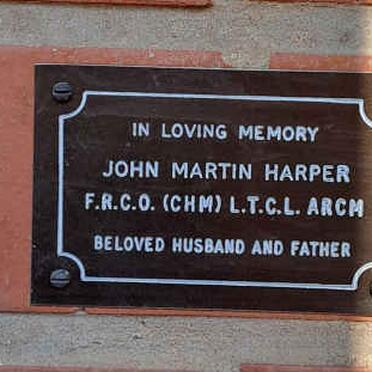 IN LOVING MEMORY
JOHN MARTIN HARPER
F.R.C.O. (CHM) L.T.C.L. ARCM
BELOVED HUSBAND AND FATHER